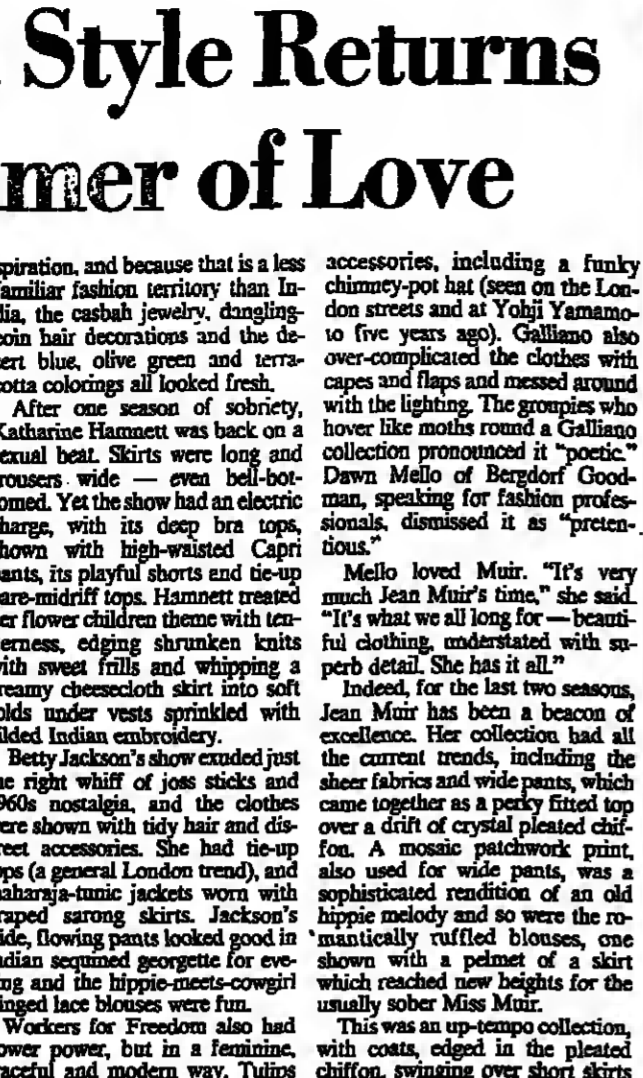 Style Returns
mer of Love
spiration, and because that is a less
familiar fashion territory than In-
dia, the casbah jewelry, dangling-
coin hair decorations and the de-
sert blue, olive green and terra-
cotta colorings all looked fresh.
After one season of sobriety,
Katharine Hamnett was back on a
sexual beat. Skirts were long and
trousers wide — even bell-bot-
tomed. Yet the show had an electric
charge, with its deep bra tops,
shown with high-waisted Capri
pants, its playful shorts and tie-up
bare-midriff tops. Hamnett treated
her flower children theme with ten-
derness, edging shrunken knits
with sweet frills and whipping a
creamy cheesecloth skirt into soft
folds under vests sprinkled with
gilded Indian embroidery.
Betty Jackson's show exuded just
the right whiff of joss sticks and
1960s nostalgia, and the clothes
were shown with tidy hair and dis-
creet accessories. She had tie-up
tops (a general London trend), and
maharaja-tunic jackets worn with
draped sarong skirts. Jackson's
wide, flowing pants looked good in
Indian sequined georgette for eve-
ning and the hippie-meets-cowgirl
fringed lace blouses were fun.
Workers for Freedom also had
flower power, but in a feminine,
graceful and modern way. Tulips
accessories, including a funky
chimney-pot hat (seen on the Lon-
don streets and at Yohji Yamamo-
to five years ago). Galliano also
over-complicated the clothes with
capes and flaps and messed around
with the lighting. The groupies who
hover like moths round a Galliano
collection pronounced it "poetic."
Dawn Mello of Bergdorf Good-
man, speaking for fashion profes-
sionals, dismissed it as "preten-
tious."
Mello loved Muir. "It's very
much Jean Muir's time," she said.
"It's what we all long for — beauti-
ful clothing, understated with su-
perb detail. She has it all."
Indeed, for the last two seasons,
Jean Muir has been a beacon of
excellence. Her collection had all
the current trends, including the
sheer fabrics and wide pants, which
came together as a perky fitted top
over a drift of crystal pleated chif-
fon. A mosaic patchwork print,
also used for wide pants, was a
sophisticated rendition of an old
hippie melody and so were the ro-
mantically ruffled blouses, one
shown with a pelmet of a skirt
which reached new heights for the
usually sober Miss Muir.
This was an up-tempo collection,
with coats, edged in the pleated
chiffon, swinging over short skirts